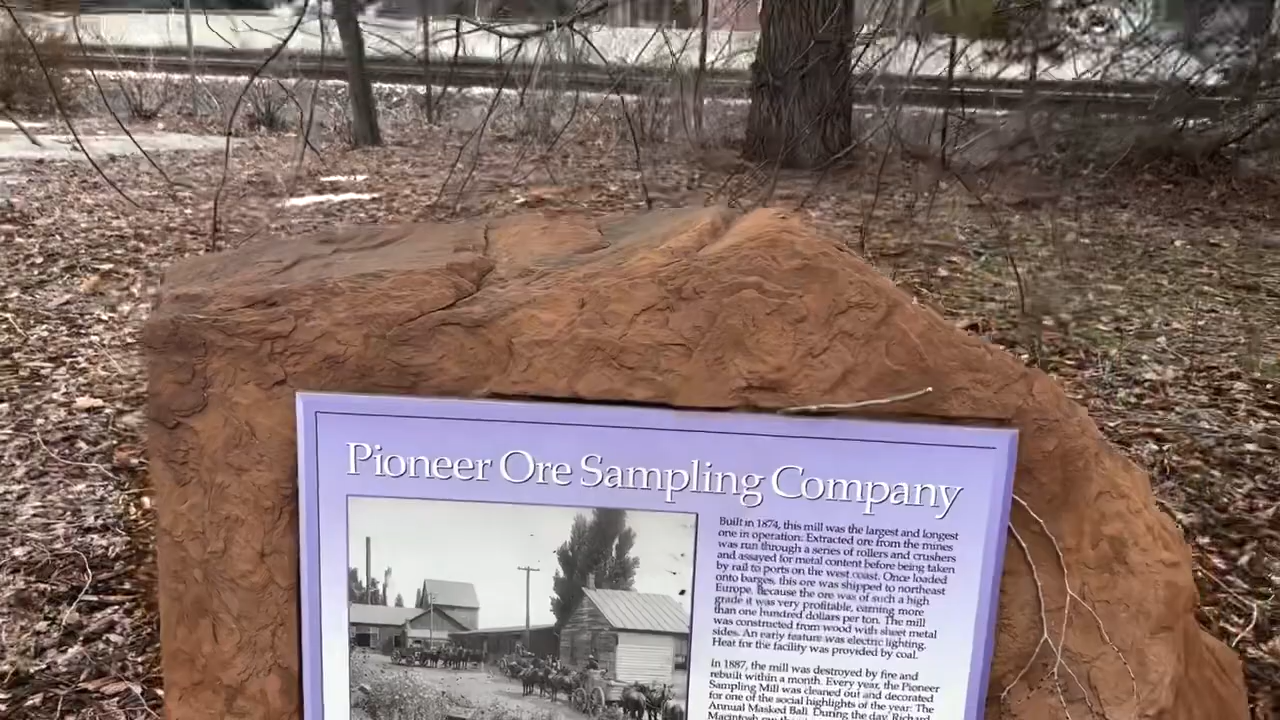 Pioneer Ore Sampling Company
Built in 1874, this mill was the largest and longest
one in operation. Extracted ore from the mines
was run through a series of rollers and crushers
and assayed for metal content before being taken
by rail to ports on the west coast. Once loaded
onto barges, this ore was shipped to northeast
Europe. Because the ore was of such a high
grade it was very profitable, earning more
than one hundred dollars per ton. The mill
was constructed from wood with sheet metal
sides. An early feature was electric lighting.
Heat for the facility was provided by coal.
In 1887, the mill was destroyed by fire and
rebuilt within a month. Every year, the Pioneer
Sampling Mill was cleaned out and decorated
for one of the social highlights of the year: The
Annual Masked Ball. During the day Richard
Macintosh